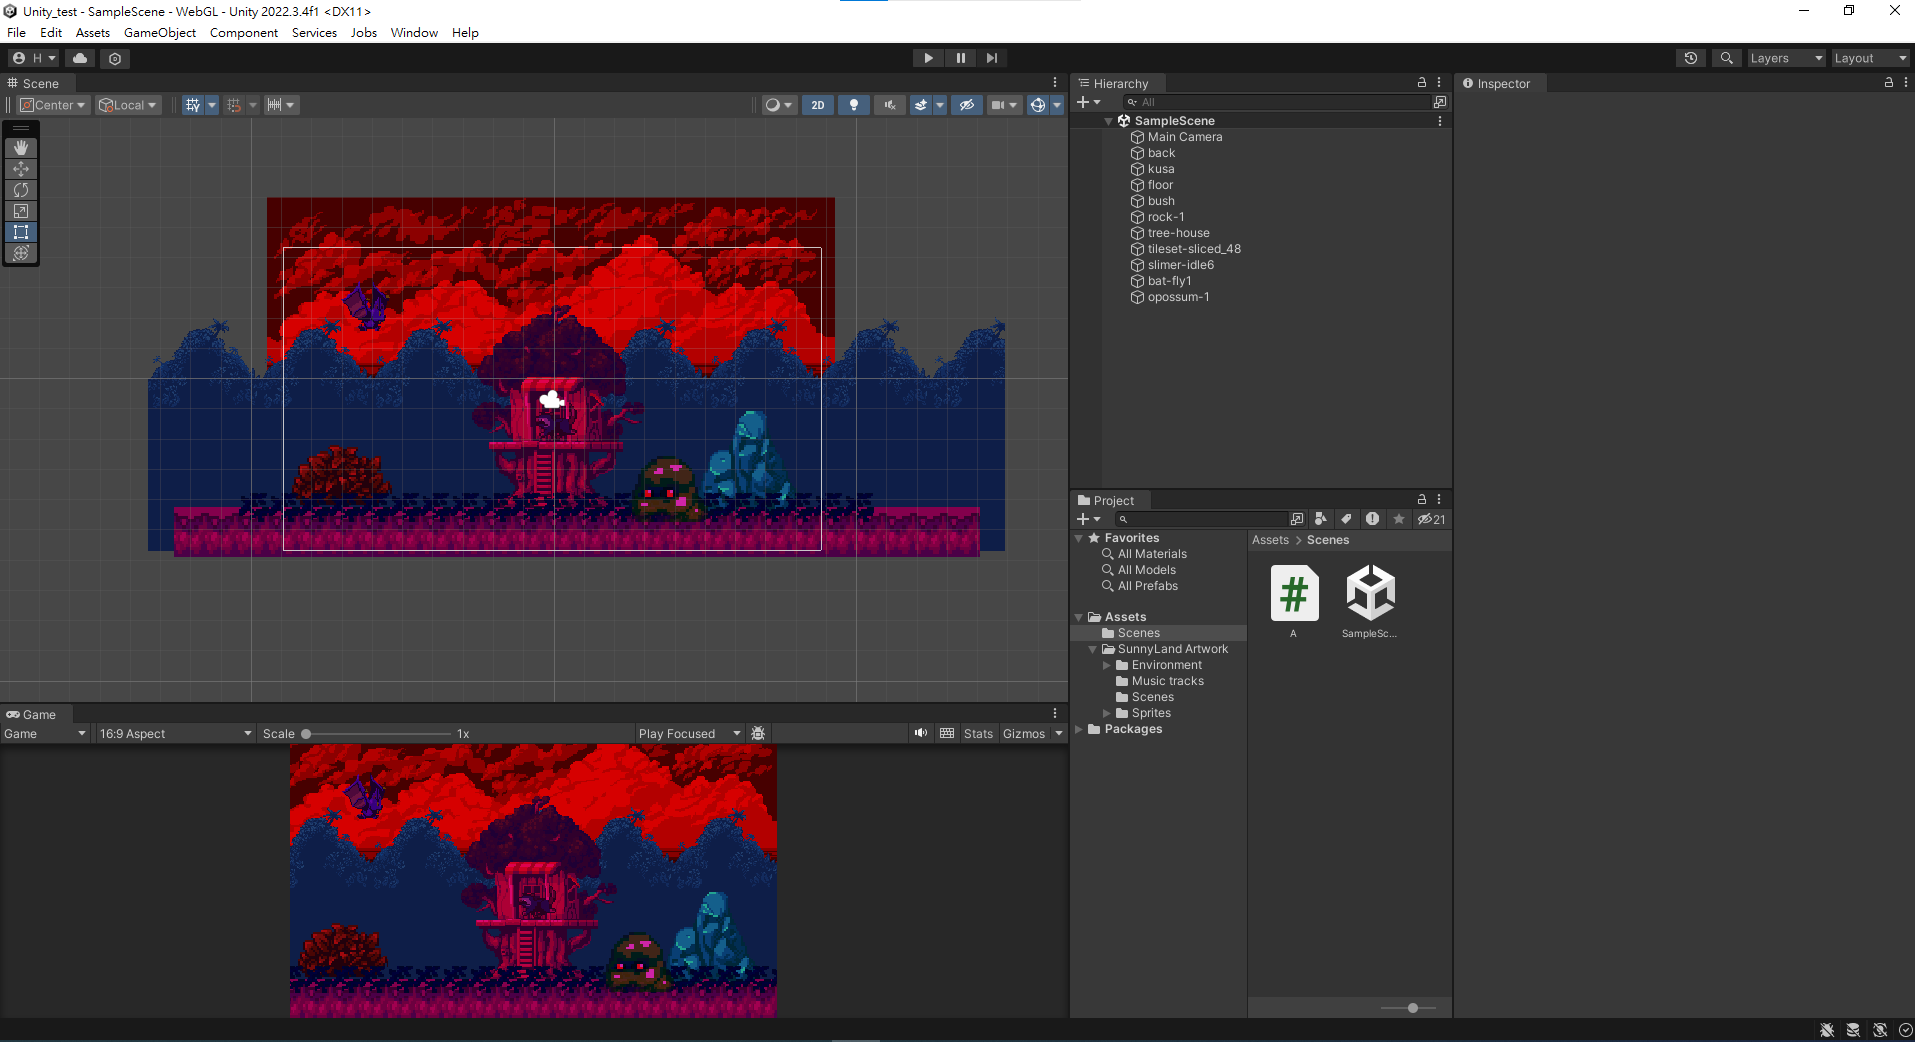 Unity_test - SampleScene - WebGL - Unity 2022.3.4f1 <DX11>
File Edit Assets GameObject Component Services Jobs Window Help
H
Layers
Layout
Scene
Center
Local
2D
Hierarchy
All
SampleScene
Main Camera
back
kusa
floor
bush
rock-1
tree-house
tileset-sliced_48
slimer-idle6
bat-fly1
opossum-1
Inspector
Project
21
Favorites
All Materials
All Models
All Prefabs
Assets
Scenes
SunnyLand Artwork
Environment
Music tracks
Scenes
Sprites
Packages
Assets > Scenes
A
SampleSc...
Game
Game
16:9 Aspect
Scale
1x
Play Focused
Stats
Gizmos